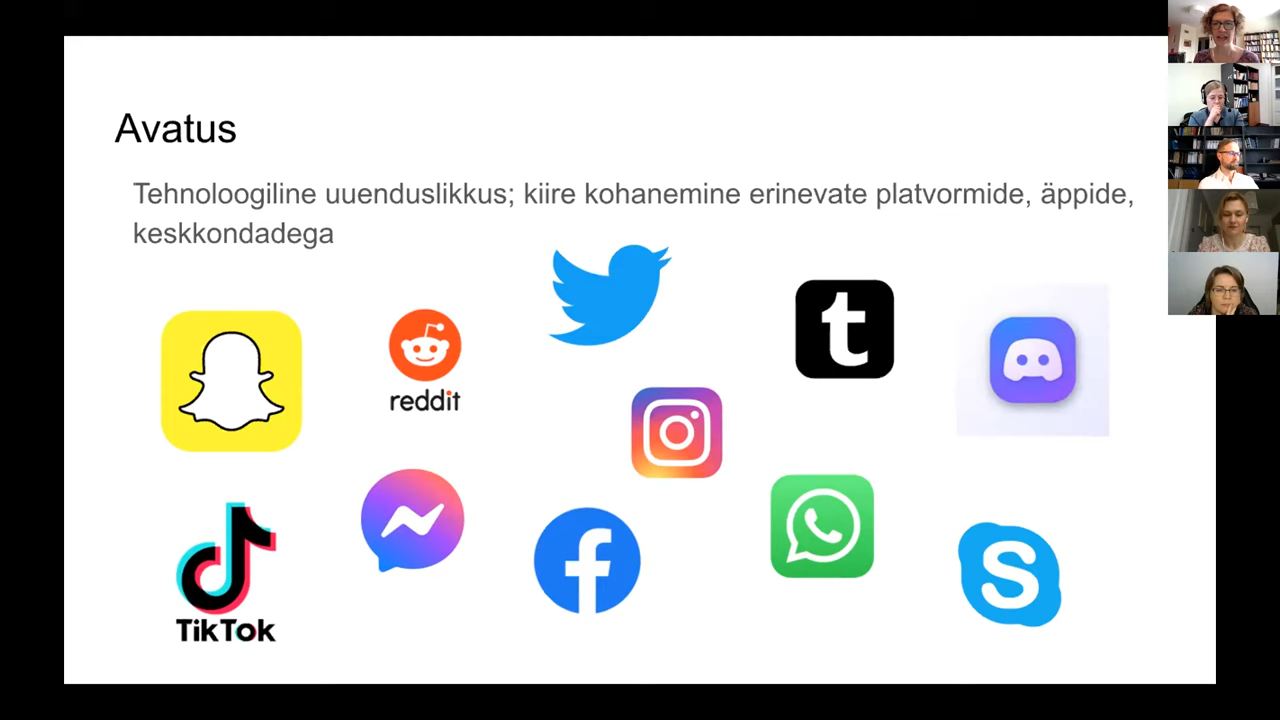 Avatus
Tehnoloogiline uuenduslikkus; kiire kohanemine erinevate platvormide, äppide,
keskkondadega
t
reddit
f
S
TikTok